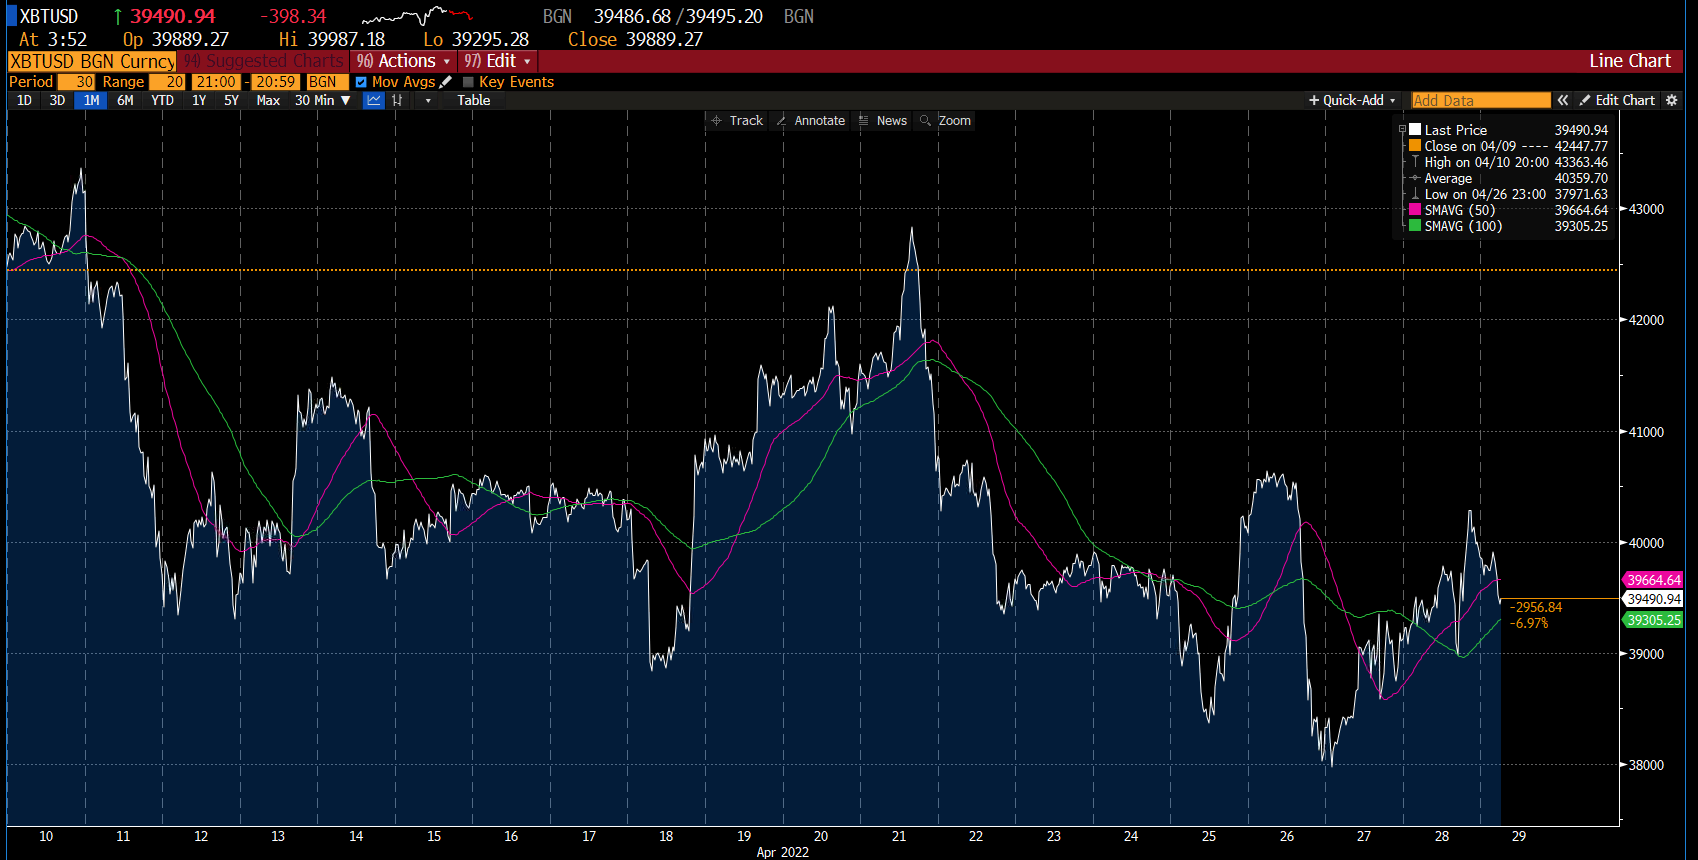 XBTUSD ↑ 39490.94 -398.34 BGN 39486.68 / 39495.20 BGN
At 3:52 Op 39889.27 Hi 39987.18 Lo 39295.28 Close 39889.27
XBTUSD BGN Curncy 94) Suggested Charts 96) Actions 97) Edit Line Chart
Period 30 Range 20 21:00 - 20:59 BGN Mov Avgs Key Events
1D 3D 1M 6M YTD 1Y 5Y Max 30 Min ▼ Table + Quick-Add Add Data « Edit Chart
Track Annotate News Zoom
Last Price 39490.94
Close on 04/09 ---- 42447.77
High on 04/10 20:00 43363.46
Average 40359.70
Low on 04/26 23:00 37971.63
SMAVG (50) 39664.64
SMAVG (100) 39305.25
43000
42000
41000
40000
39664.64
39490.94
-2956.84
39305.25
-6.97%
39000
38000
10 11 12 13 14 15 16 17 18 19 20 21 22 23 24 25 26 27 28 29
Apr 2022